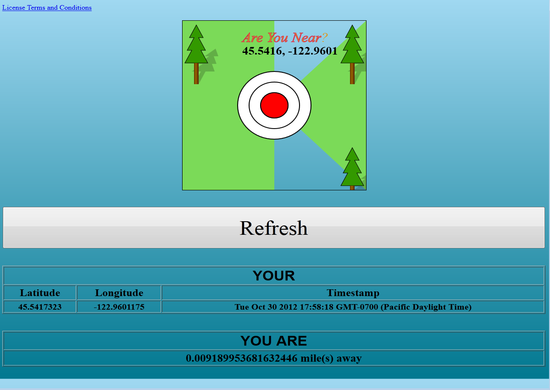 License Terms and Conditions
Are You Near?
45.5416, -122.9601
Refresh
YOUR
Latitude Longitude Timestamp
45.5417323 -122.9601175 Tue Oct 30 2012 17:58:18 GMT-0700 (Pacific Daylight Time)
YOU ARE
0.009189953681632446 mile(s) away